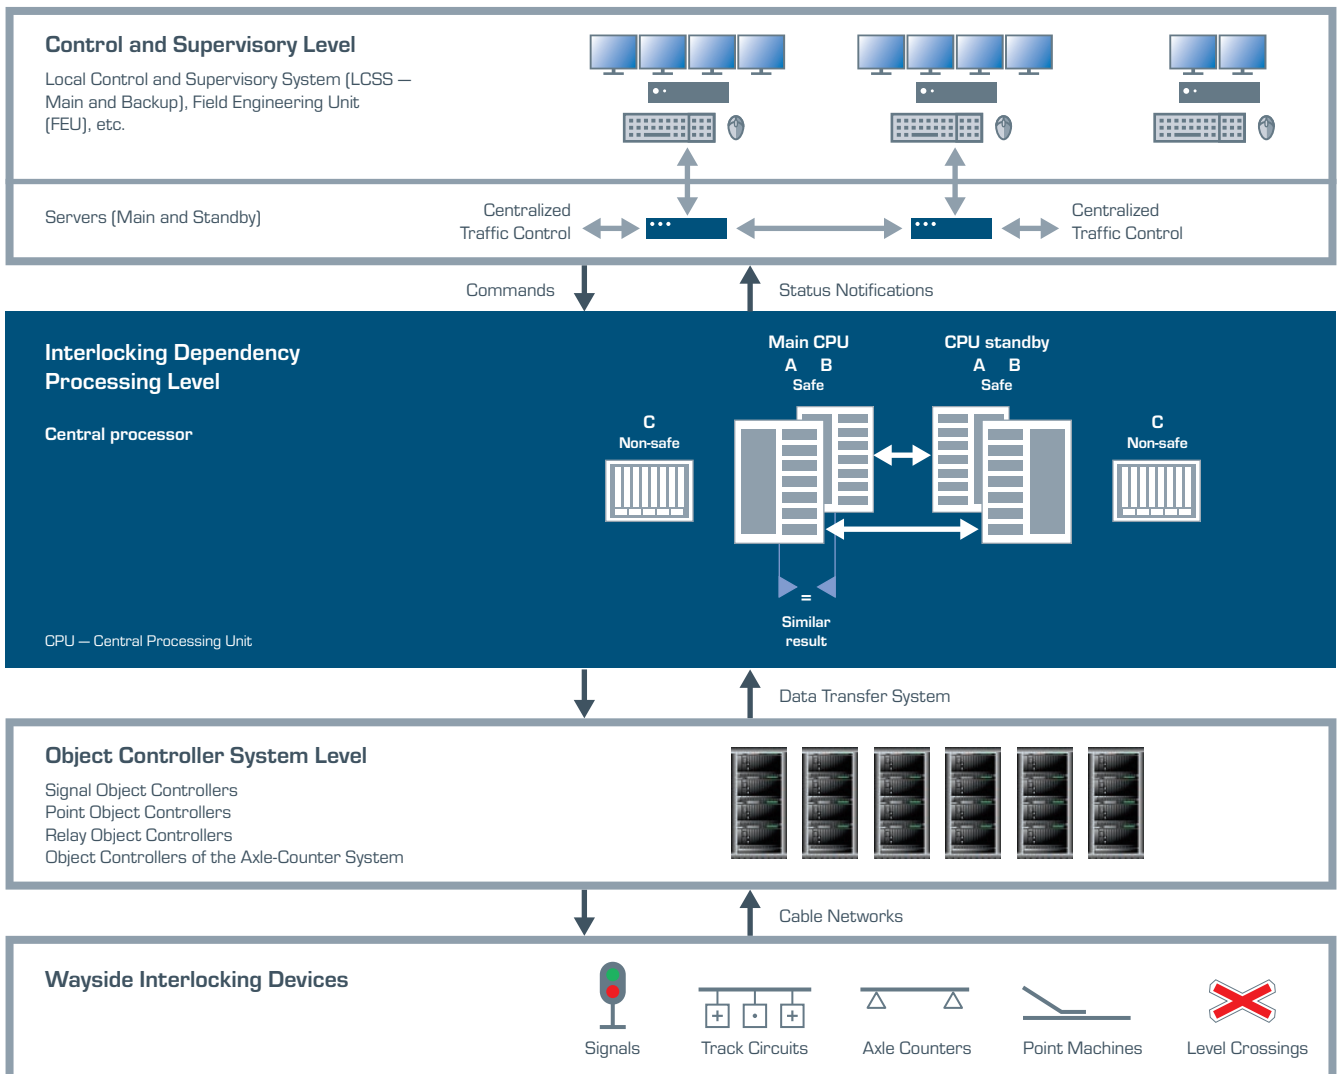 Control and Supervisory Level
Local Control and Supervisory System (LCSS —
Main and Backup), Field Engineering Unit
(FEU), etc.
Servers (Main and Standby)
Centralized
Traffic Control
Centralized
Traffic Control
Commands
Status Notifications
Interlocking Dependency
Processing Level
Central processor
Main CPU
A B
Safe
CPU standby
A B
Safe
C
Non-safe
C
Non-safe
=
Similar
result
CPU — Central Processing Unit
Data Transfer System
Object Controller System Level
Signal Object Controllers
Point Object Controllers
Relay Object Controllers
Object Controllers of the Axle-Counter System
Cable Networks
Wayside Interlocking Devices
Signals
Track Circuits
Axle Counters
Point Machines
Level Crossings